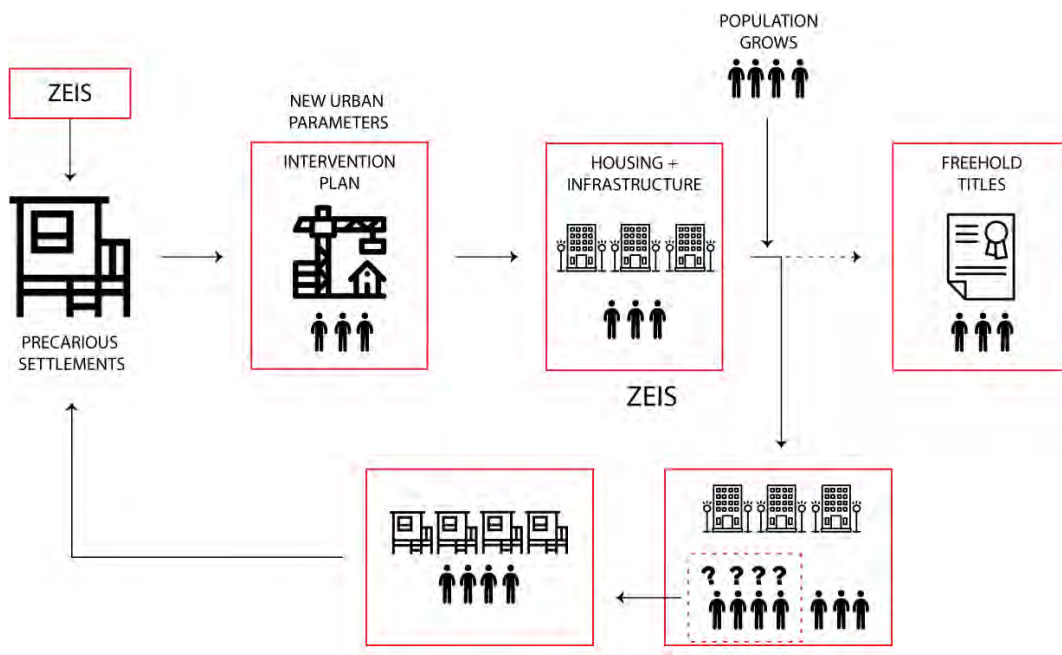 POPULATION
GROWS
ZEIS
NEW URBAN
PARAMETERS
INTERVENTION
PLAN
HOUSING +
INFRASTRUCTURE
FREEHOLD
TITLES
PRECARIOUS
SETTLEMENTS
ZEIS
? ? ? ?